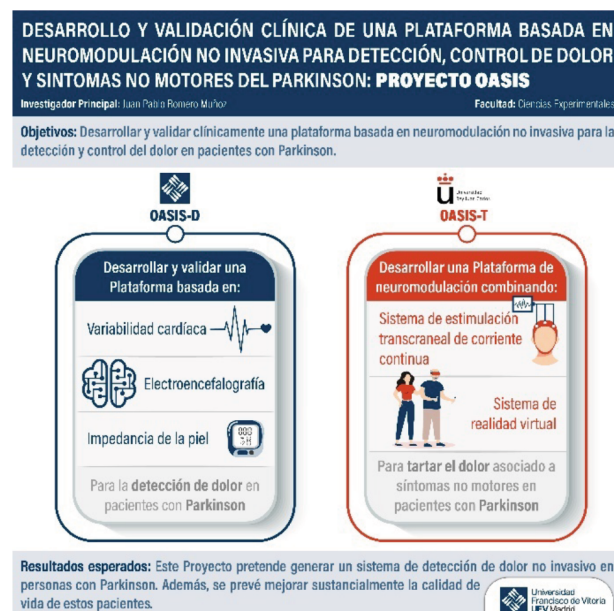 DESARROLLO Y VALIDACIÓN CLÍNICA DE UNA PLATAFORMA BASADA EN
NEUROMODULACIÓN NO INVASIVA PARA DETECCIÓN, CONTROL DE DOLOR
Y SINTOMAS NO MOTORES DEL PARKINSON: PROYECTO OASIS
Investigador Principal: Juan Pablo Romero Muñoz
Facultad: Ciencias Experimentales
Objetivos: Desarrollar y validar clínicamente una plataforma basada en neuromodulación no invasiva para la
detección y control del dolor en pacientes con Parkinson.
OASIS-D
Desarrollar y validar una
Plataforma basada en:
Variabilidad cardíaca
Electroencefalografía
Impedancia de la piel
Para la detección de dolor en
pacientes con Parkinson
Universidad
Rey Juan Carlos
OASIS-T
Desarrollar una Plataforma de
neuromodulación combinando:
Sistema de estimulación
transcraneal de corriente
continua
Sistema de
realidad virtual
Para tartar el dolor asociado a
síntomas no motores en
pacientes con Parkinson
Resultados esperados: Este Proyecto pretende generar un sistema de detección de dolor no invasivo en
personas con Parkinson. Además, se prevé mejorar sustancialmente la calidad de
vida de estos pacientes.
Universidad
Francisco de Vitoria
UFV Madrid